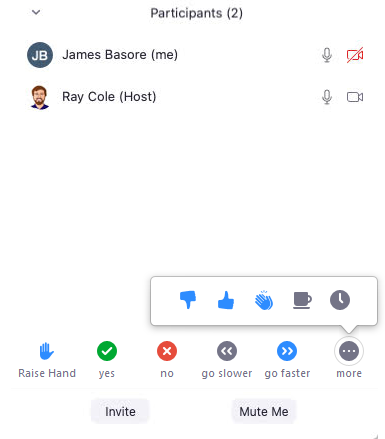 Participants (2)
JB James Basore (me)
Ray Cole (Host)
Raise Hand yes no go slower go faster more
Invite Mute Me